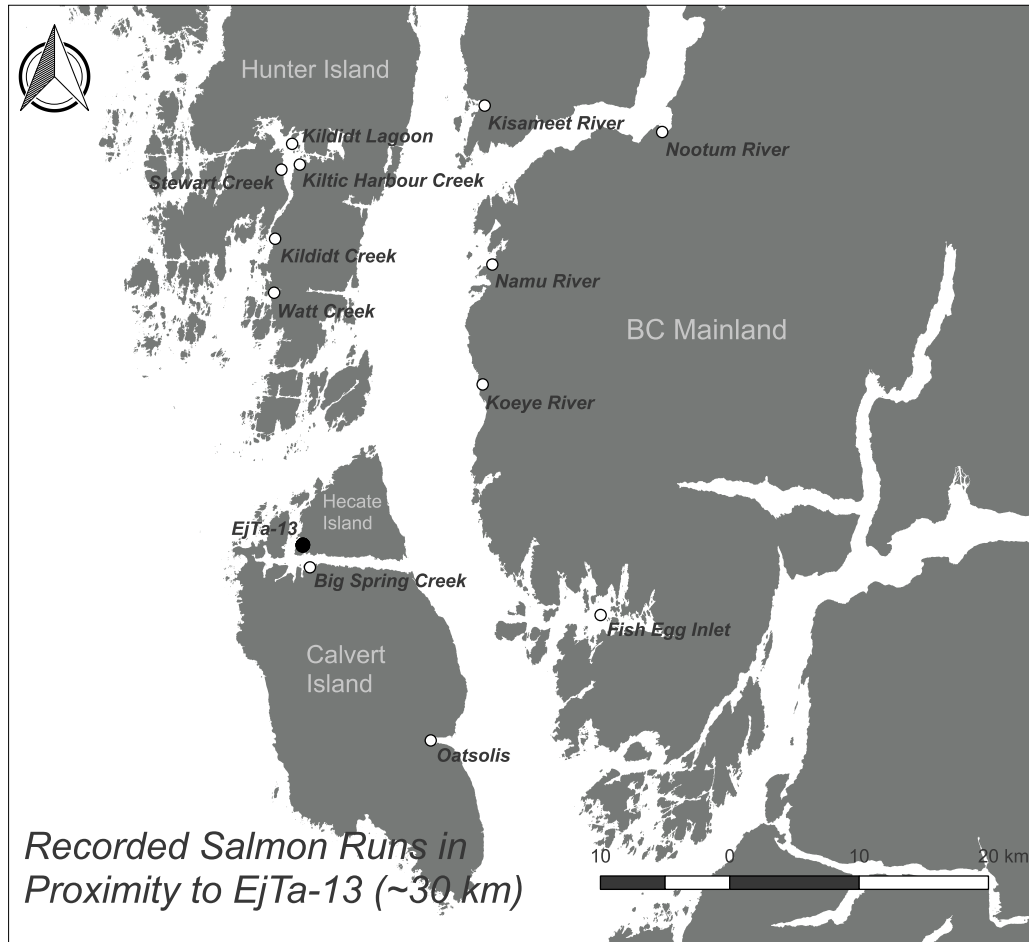 Hunter Island
Kisameet River
Kildidt Lagoon
Nootum River
Stewart Creek
Kiltic Harbour Creek
Kildidt Creek
Namu River
Watt Creek
BC Mainland
Koeye River
Hecate
Island
EjTa-13
Big Spring Creek
Fish Egg Inlet
Calvert
Island
Oatsolis
Recorded Salmon Runs in
Proximity to EjTa-13 (~30 km)
10 0 10 20 km